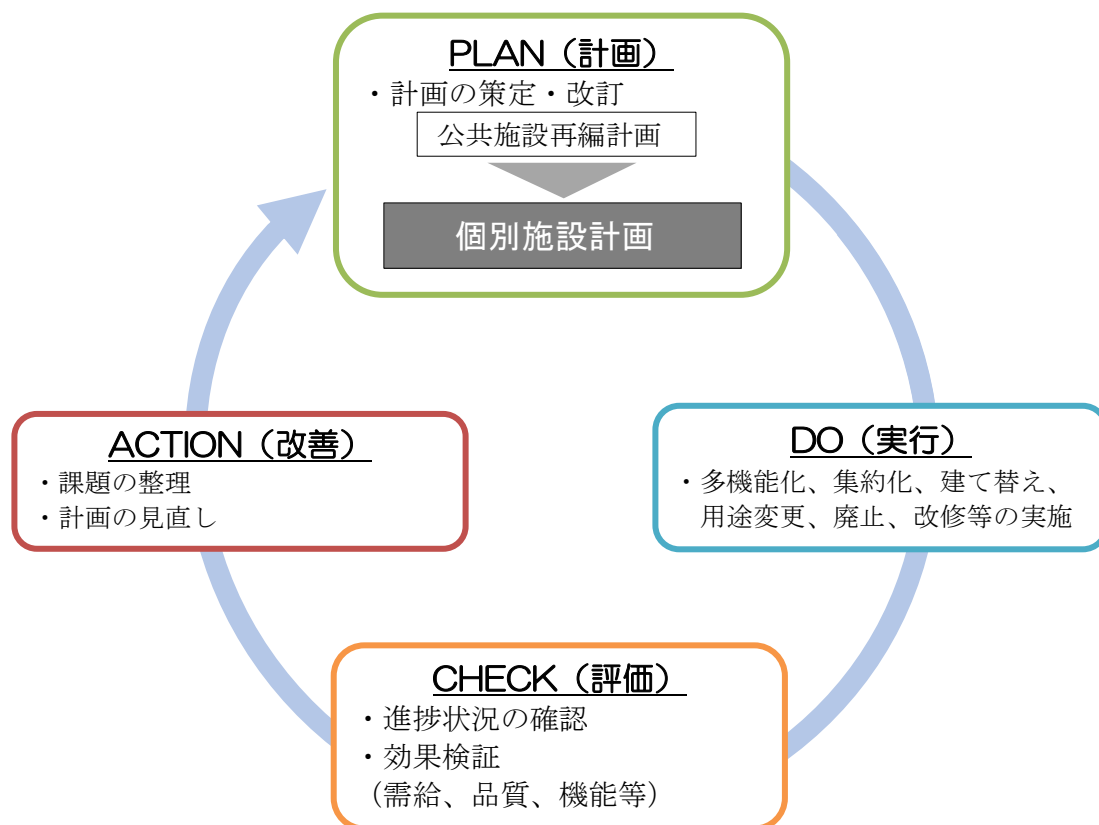 PLAN（計画）
・計画の策定・改訂
公共施設再編計画
個別施設計画
ACTION（改善）
・課題の整理
・計画の見直し
DO（実行）
・多機能化、集約化、建て替え、
用途変更、廃止、改修等の実施
CHECK（評価）
・進捗状況の確認
・効果検証
（需給、品質、機能等）